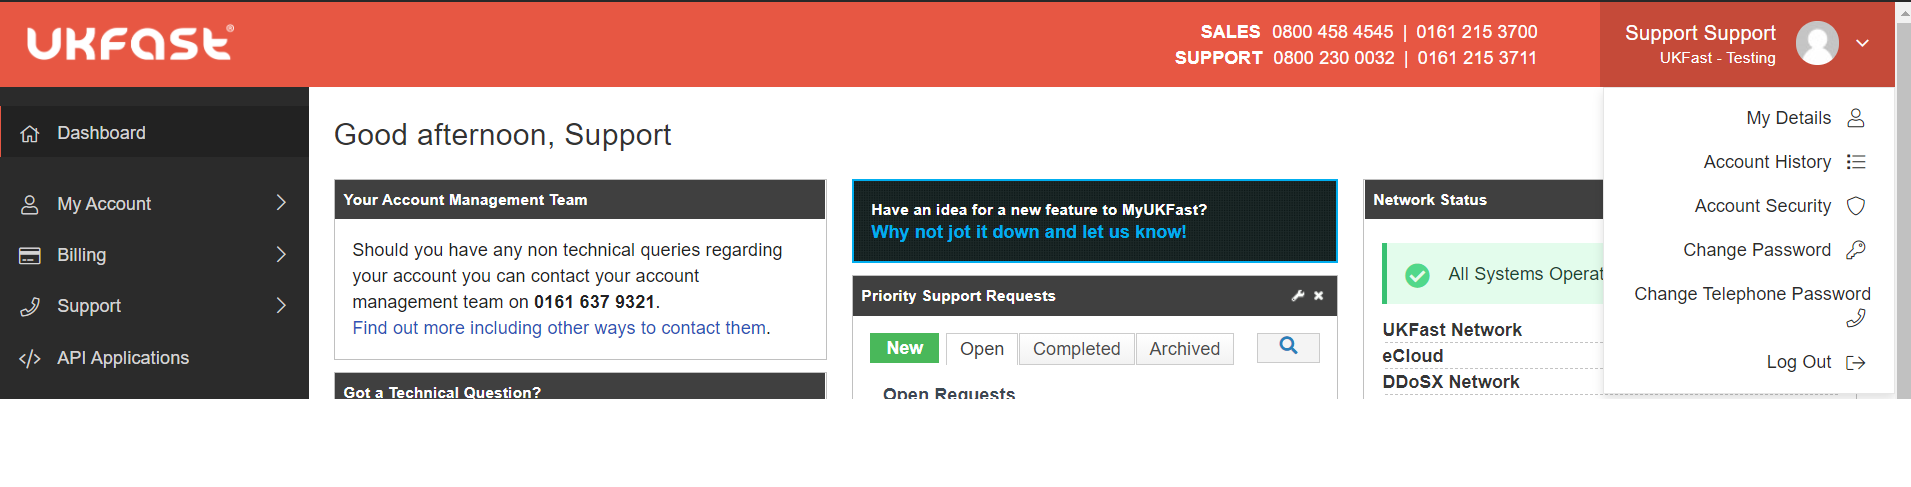 UKFAST®
SALES 0800 458 4545 | 0161 215 3700
SUPPORT 0800 230 0032 | 0161 215 3711
Support Support
UKFast - Testing
My Details
Account History
Account Security
Change Password
Change Telephone Password
Log Out
Dashboard
My Account
Billing
Support
API Applications
Good afternoon, Support
Your Account Management Team
Should you have any non technical queries regarding
your account you can contact your account
management team on 0161 637 9321.
Find out more including other ways to contact them.
Got a Technical Question?
Have an idea for a new feature to MyUKFast?
Why not jot it down and let us know!
Priority Support Requests
New Open Completed Archived
Open Requests
Network Status
All Systems Operat
UKFast Network
eCloud
DDoSX Network